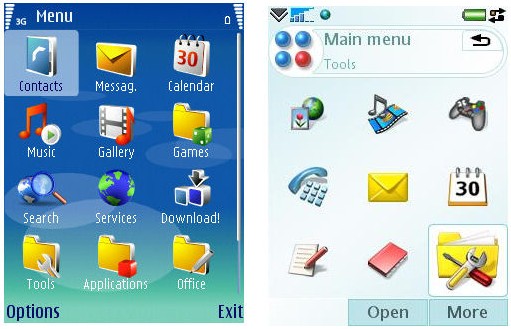 3G Menu
Contacts Messag. Calendar
30
Music Gallery Games
Search Services Download!
Tools Applications Office
Options Exit
Main menu
Tools
30
Open More